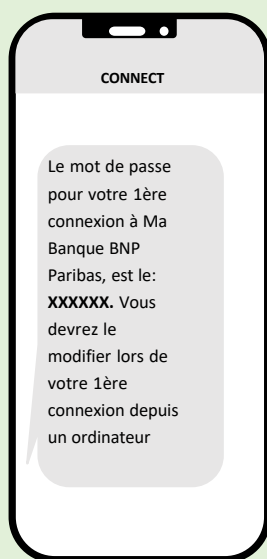 CONNECT
Le mot de passe
pour votre 1ère
connexion à Ma
Banque BNP
Paribas, est le:
XXXXXX. Vous
devrez le
modifier lors de
votre 1ère
connexion depuis
un ordinateur